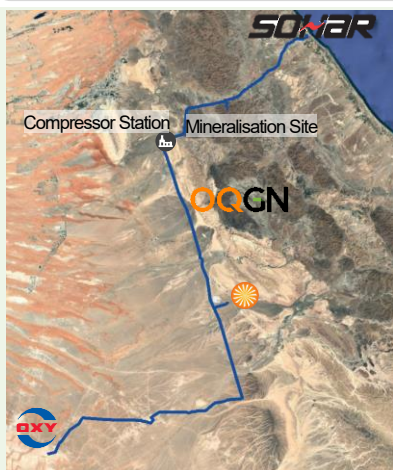 SOHAR
Compressor Station
Mineralisation Site
OQGN
OXY